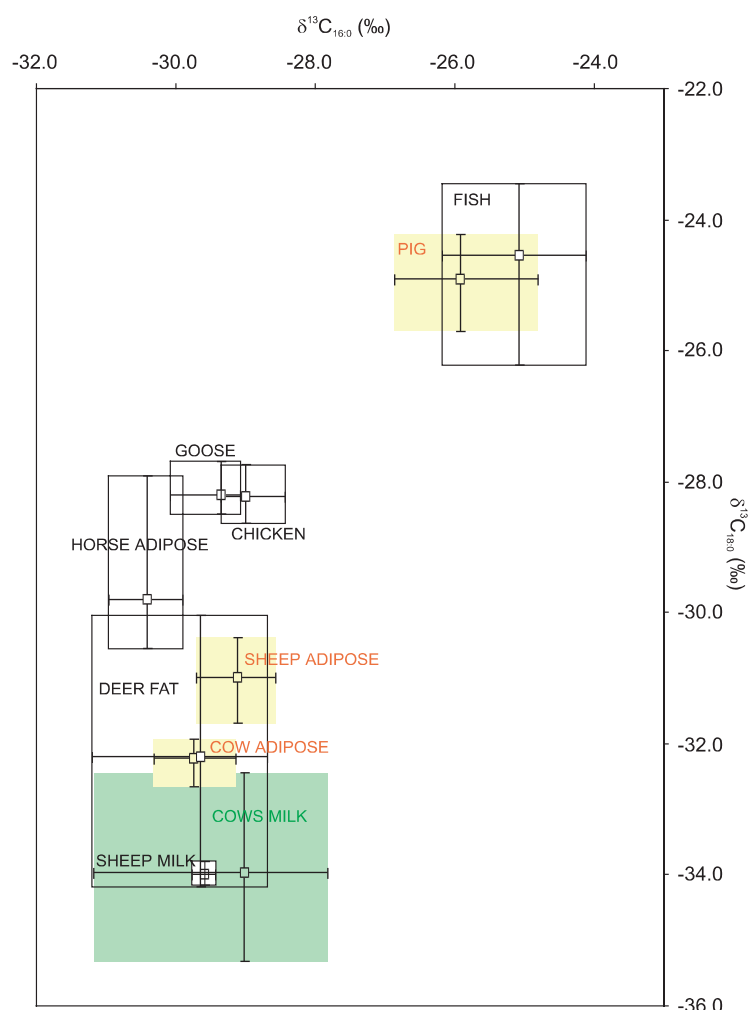 δ¹³C₁₆:₀ (‰)
-32.0 -30.0 -28.0 -26.0 -24.0
-22.0
FISH
-24.0
PIG
-26.0
GOOSE
-28.0
CHICKEN
HORSE ADIPOSE
δ¹³C₁₈:₀ (‰)
-30.0
SHEEP ADIPOSE
DEER FAT
COW ADIPOSE
-32.0
COWS MILK
SHEEP MILK
-34.0
-36.0